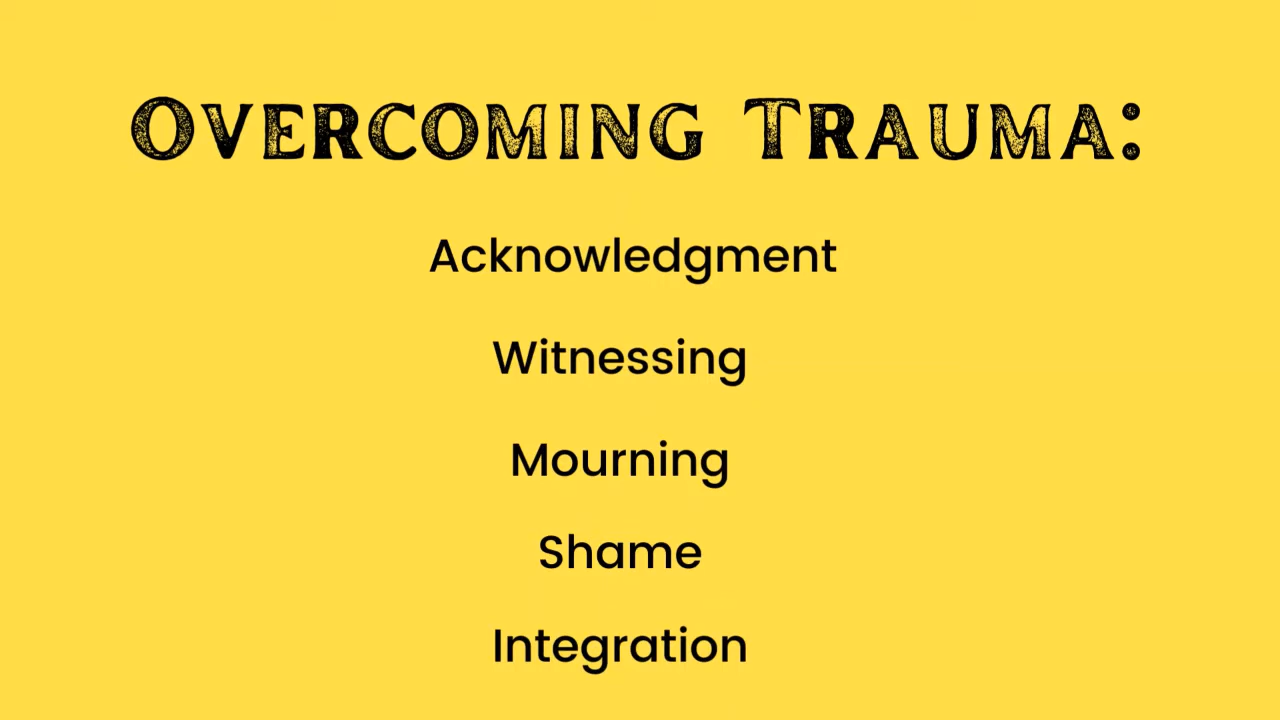 Overcoming Trauma:
Acknowledgment
Witnessing
Mourning
Shame
Integration